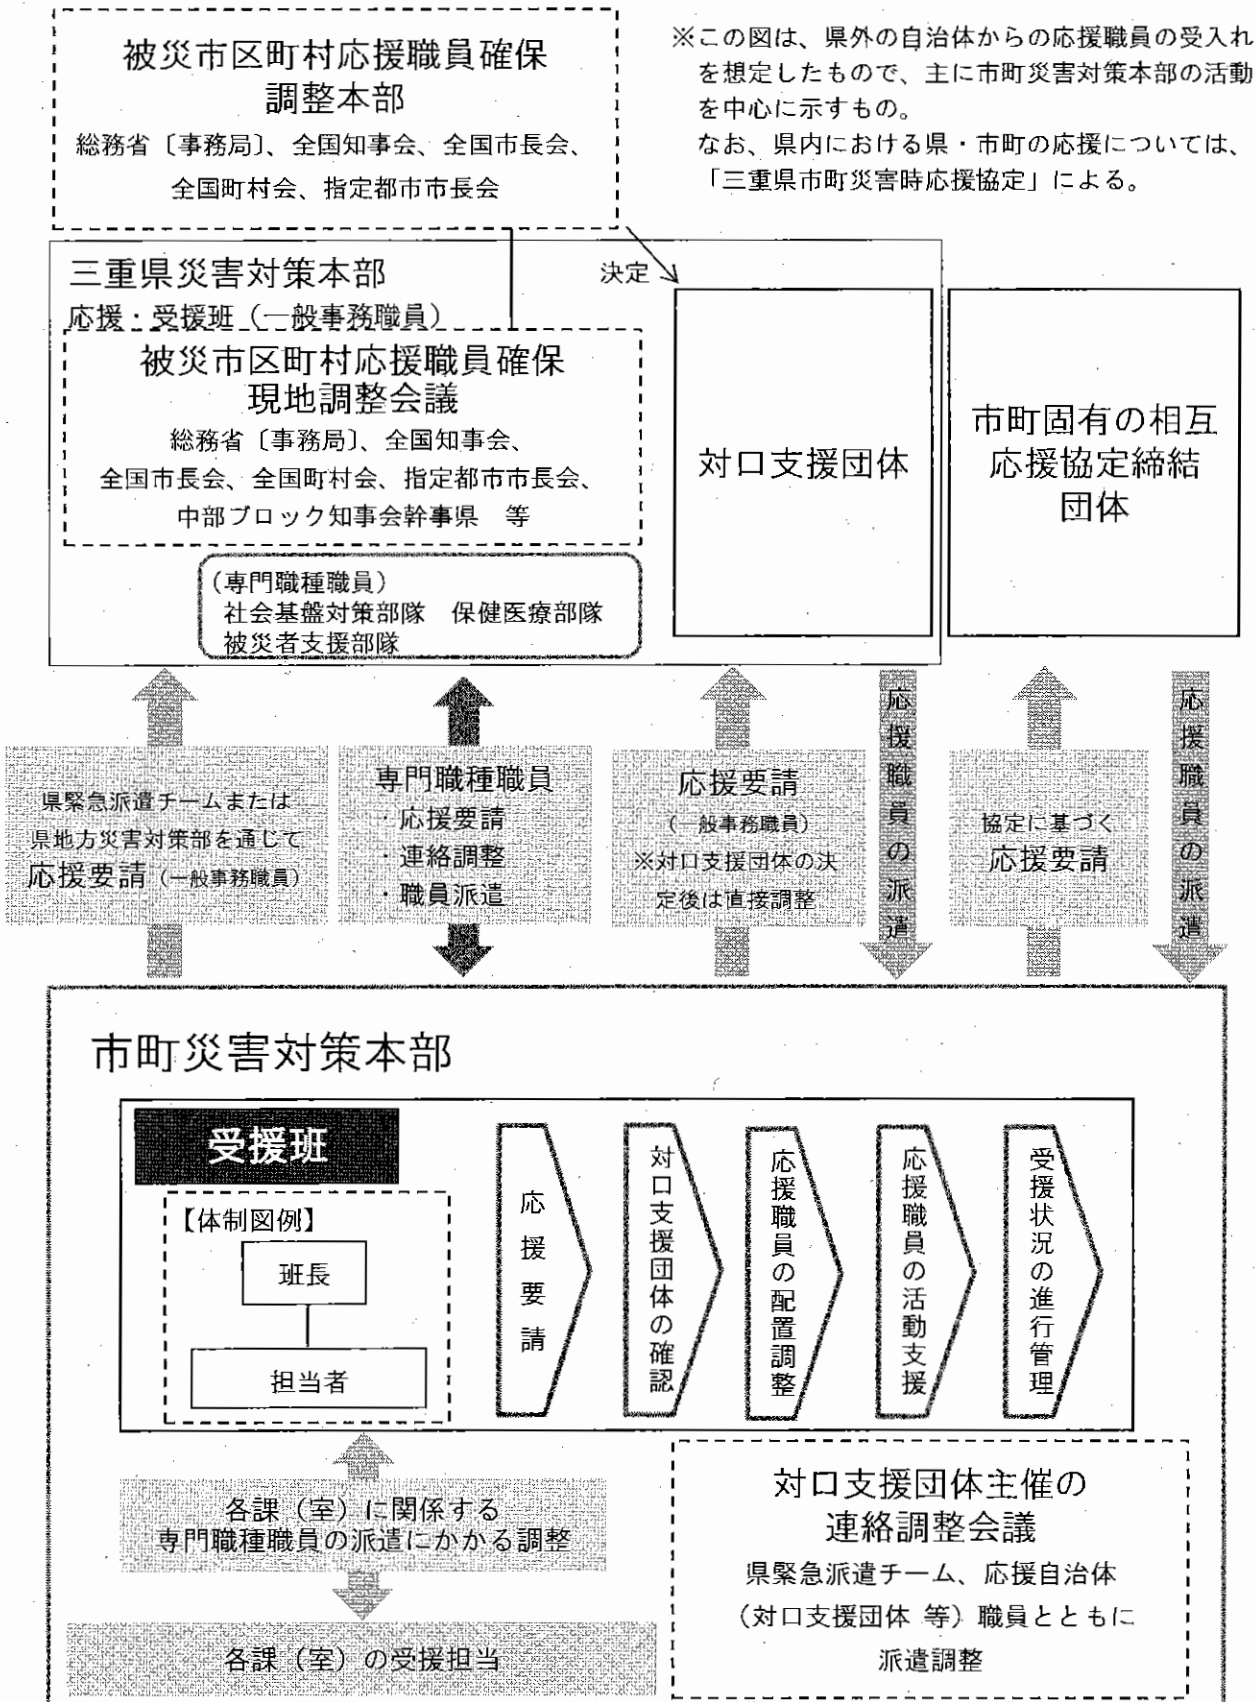 被災市区町村応援職員確保
調整本部
総務省〔事務局〕、全国知事会、全国市長会、
全国町村会、指定都市市長会
※この図は、県外の自治体からの応援職員の受入れ
を想定したもので、主に市町災害対策本部の活動
を中心に示すもの。
なお、県内における県・市町の応援については、
「三重県市町災害時応援協定」による。
三重県災害対策本部
応援・受援班（一般事務職員）
決定
被災市区町村応援職員確保
現地調整会議
総務省〔事務局〕、全国知事会、
全国市長会、全国町村会、指定都市市長会、
中部ブロック知事会幹事県　等
（専門職種職員）
社会基盤対策部隊　保健医療部隊
被災者支援部隊
対口支援団体
市町固有の相互
応援協定締結
団体
県緊急派遣チームまたは
県地方災害対策部を通じて
応援要請（一般事務職員）
専門職種職員
・応援要請
・連絡調整
・職員派遣
応援要請
（一般事務職員）
※対口支援団体の決
定後は直接調整
応援職員の派遣
協定に基づく
応援要請
応援職員の派遣
市町災害対策本部
受援班
【体制図例】
班長
担当者
応援要請
対口支援団体の確認
応援職員の配置調整
応援職員の活動支援
受援状況の進行管理
各課（室）に関係する
専門職種職員の派遣にかかる調整
各課（室）の受援担当
対口支援団体主催の
連絡調整会議
県緊急派遣チーム、応援自治体
（対口支援団体 等）職員とともに
派遣調整